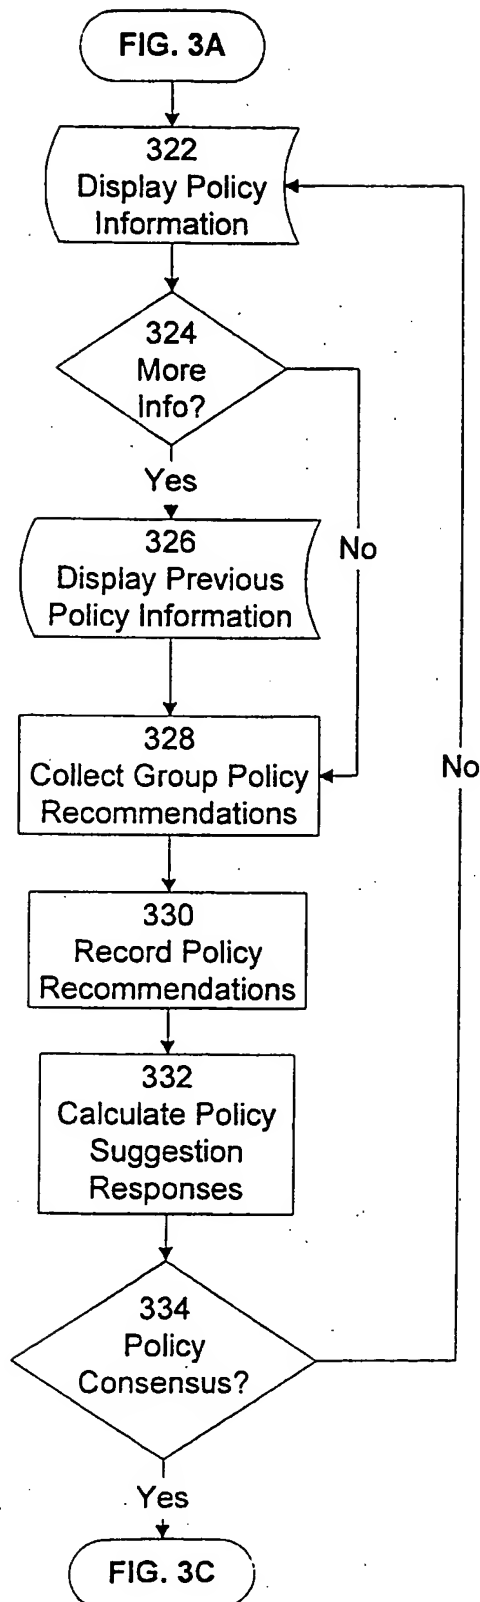 FIG. 3A
322
Display Policy
Information
324
More
Info?
Yes
326
Display Previous
Policy Information
No
328
Collect Group Policy
Recommendations
No
330
Record Policy
Recommendations
332
Calculate Policy
Suggestion
Responses
334
Policy
Consensus?
Yes
FIG. 3C